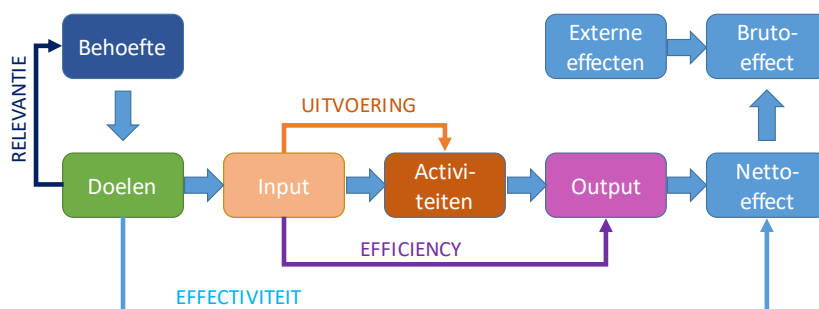 Behoefte
Externe
effecten
Bruto-
effect
RELEVANTIE
UITVOERING
Doelen
Input
Activi-
teiten
Output
Netto-
effect
EFFICIENCY
EFFECTIVITEIT